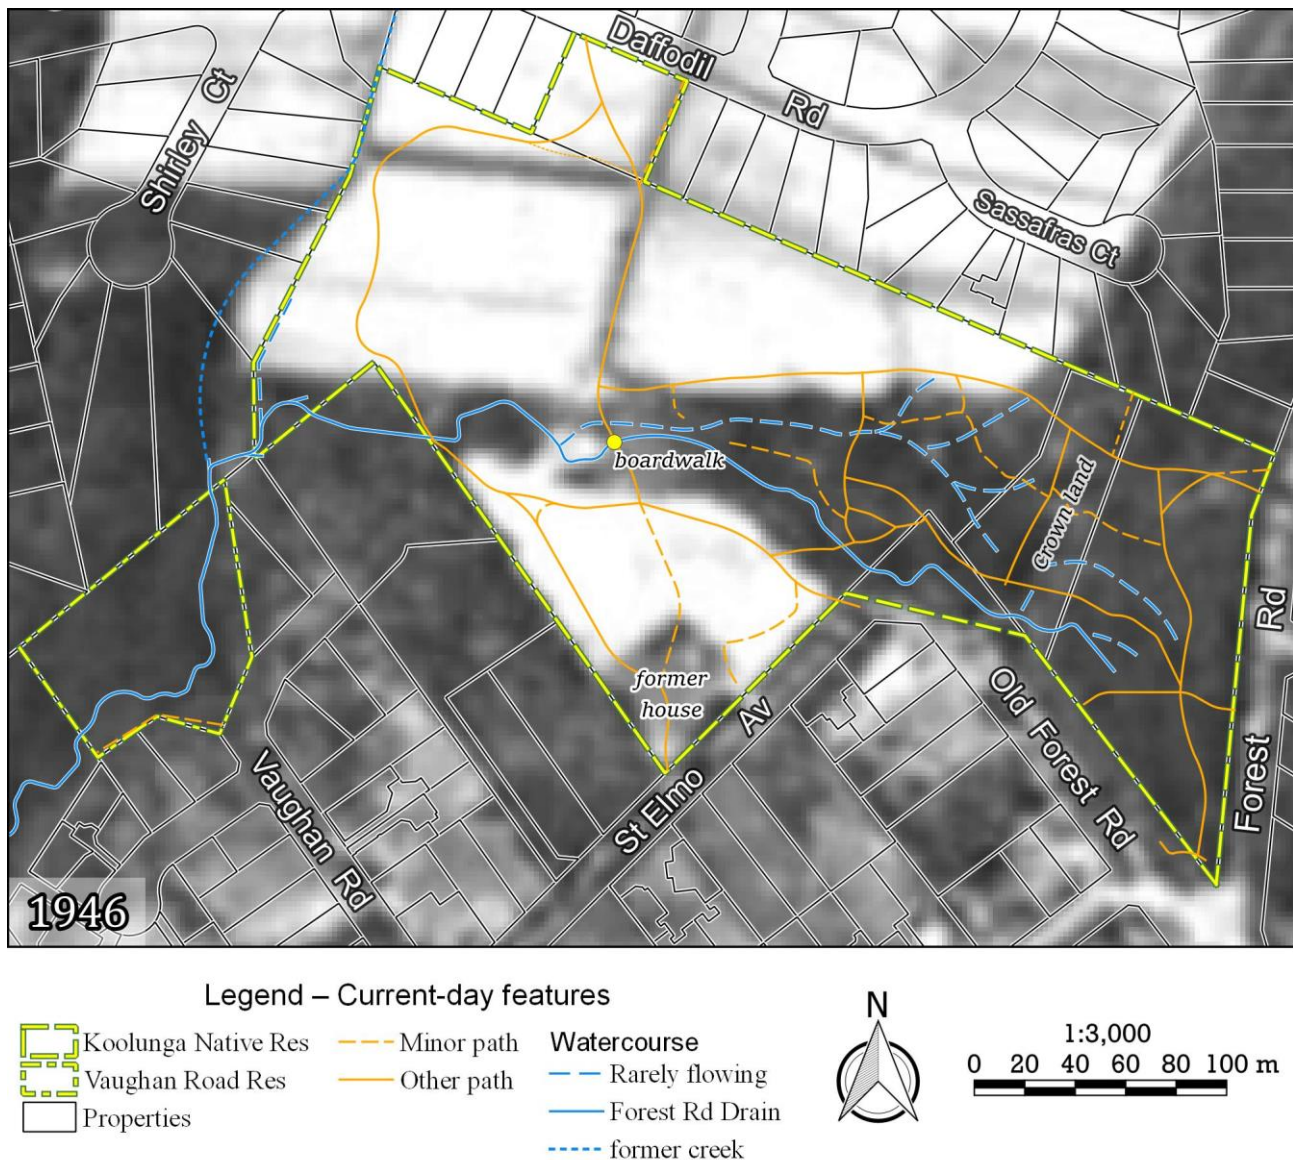 Daffodil
Rd
Shirley Ct
Sassafras Ct
boardwalk
Crown land
Rd
former
house
Av
Old Forest Rd
Forest
Vaughan Rd
St Elmo
1946
Legend – Current-day features
Koolunga Native Res
Vaughan Road Res
Properties
Minor path
Other path
Watercourse
Rarely flowing
Forest Rd Drain
former creek
N
1:3,000
0 20 40 60 80 100 m